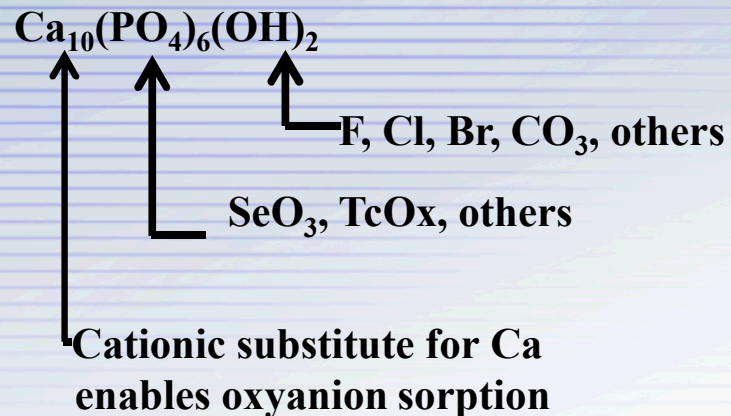 Ca₁₀(PO₄)₆(OH)₂
F, Cl, Br, CO₃, others
SeO₃, TcOx, others
Cationic substitute for Ca
enables oxyanion sorption